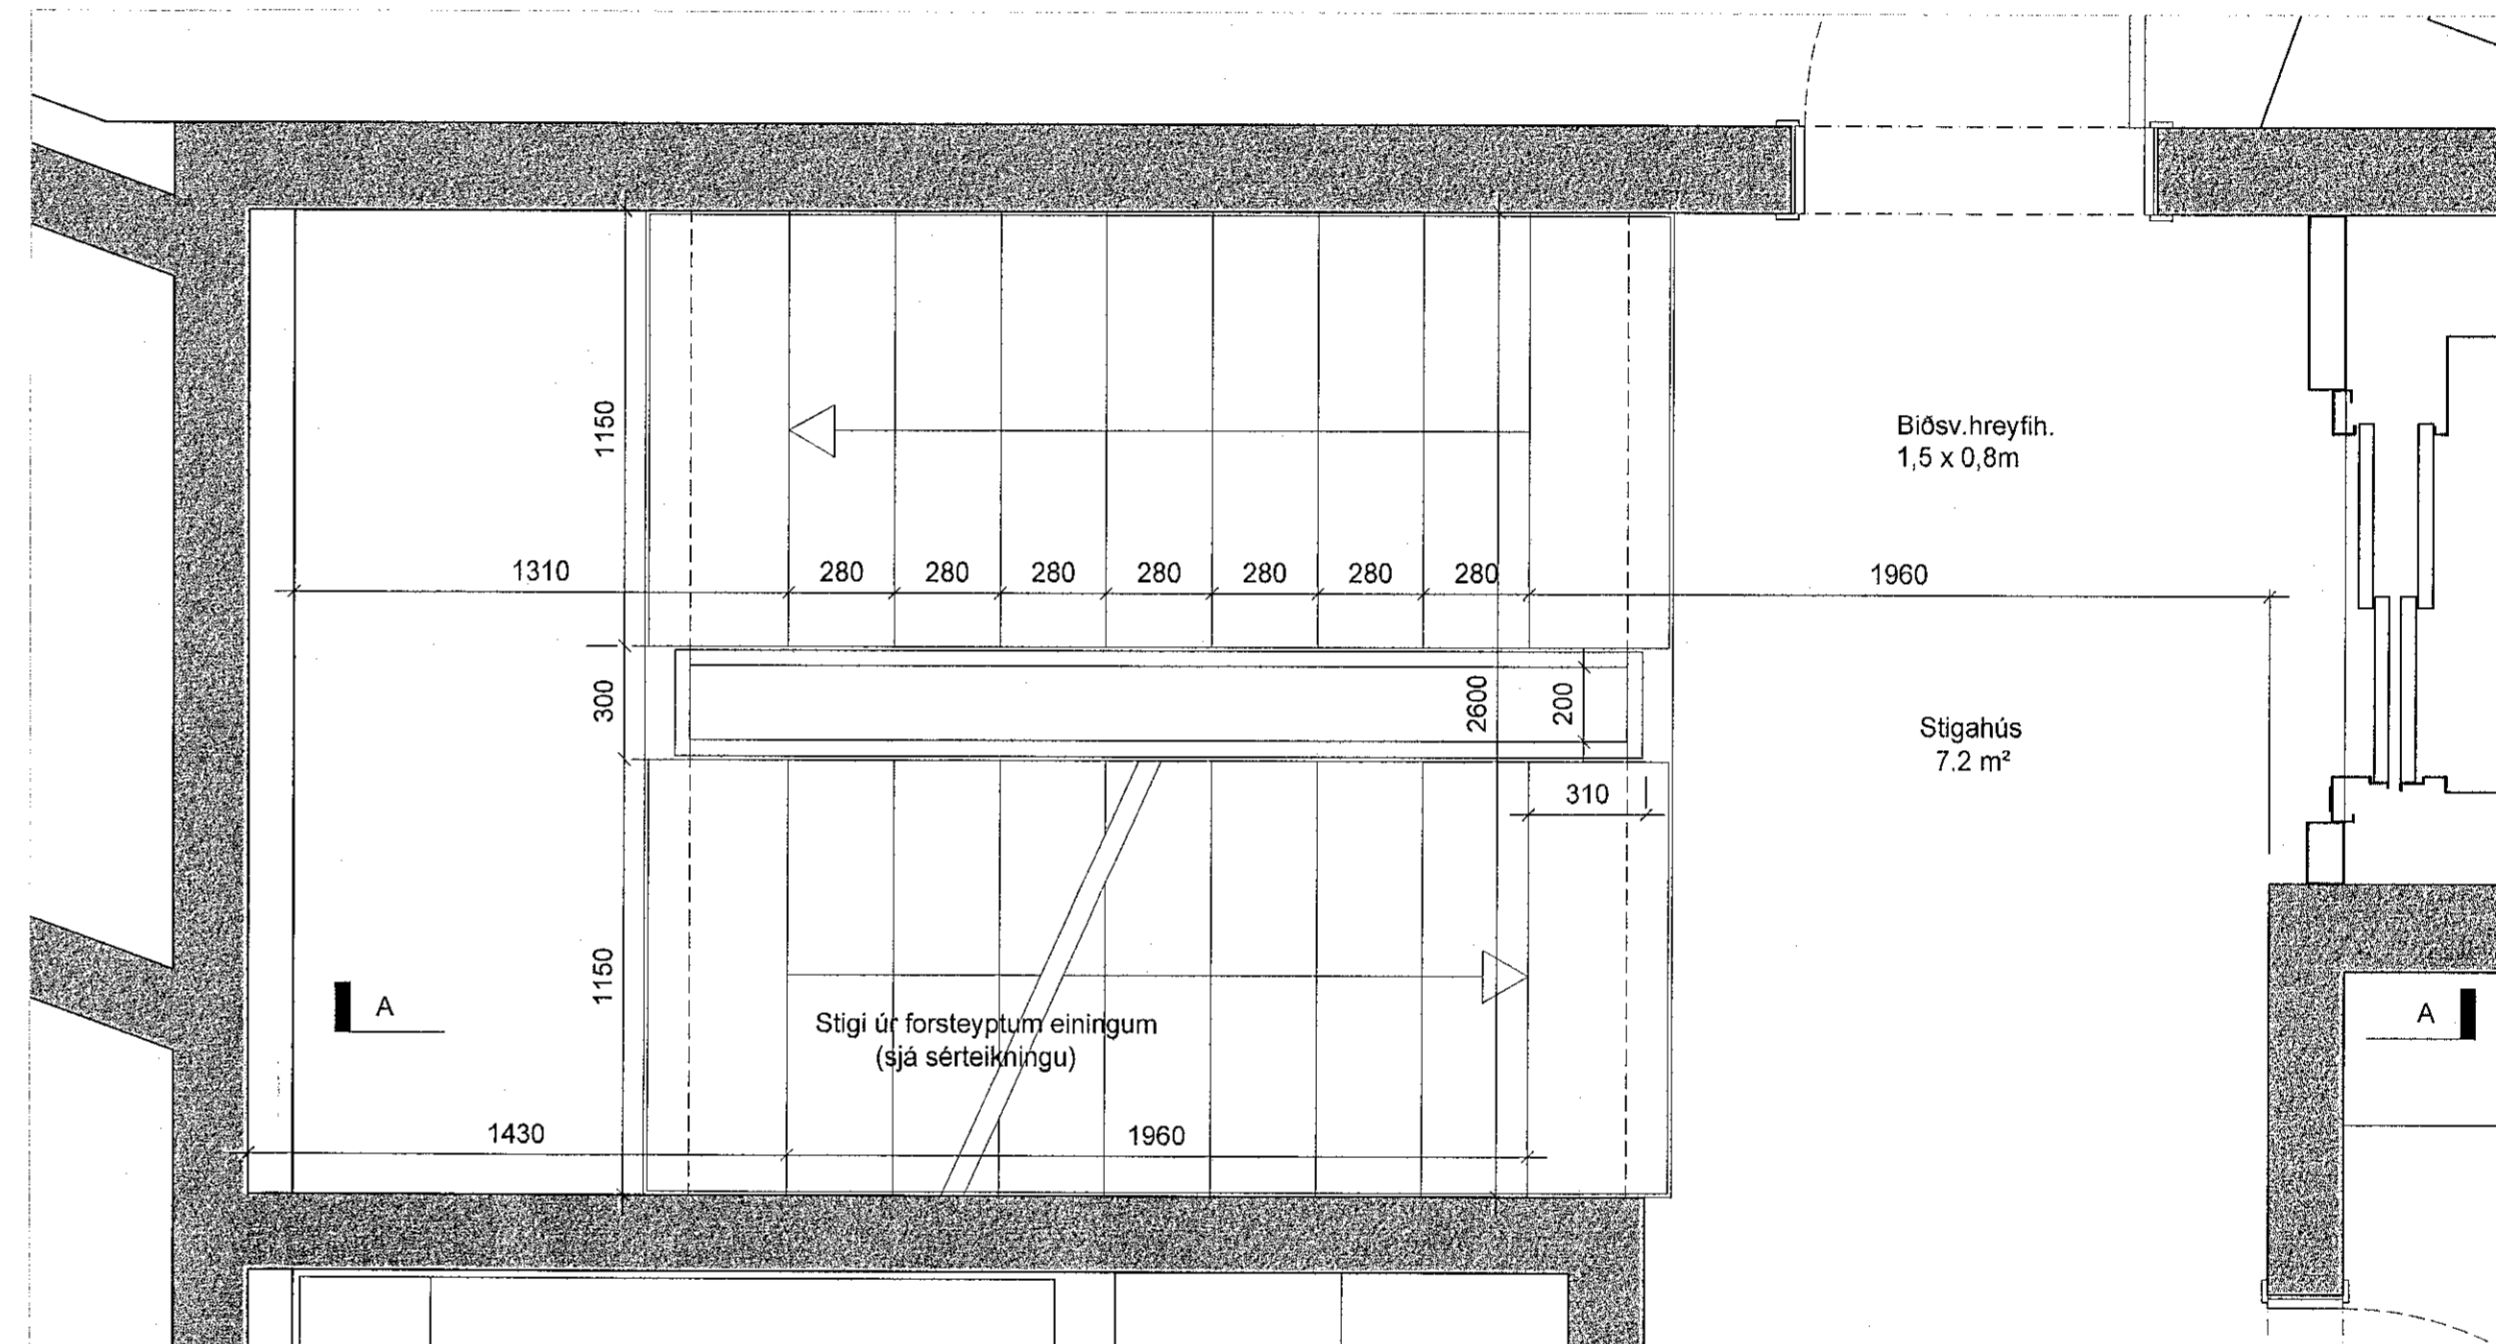 1150
Biðsv.hreyfih.
1,5 x 0,8m
1310
280
280
280
280
280
280
280
1960
300
2600
200
Stigahús
7.2 m²
310
1150
A
A
Stigi úr forsteyptum einingum
(sjá sérteikningu)
1430
1960